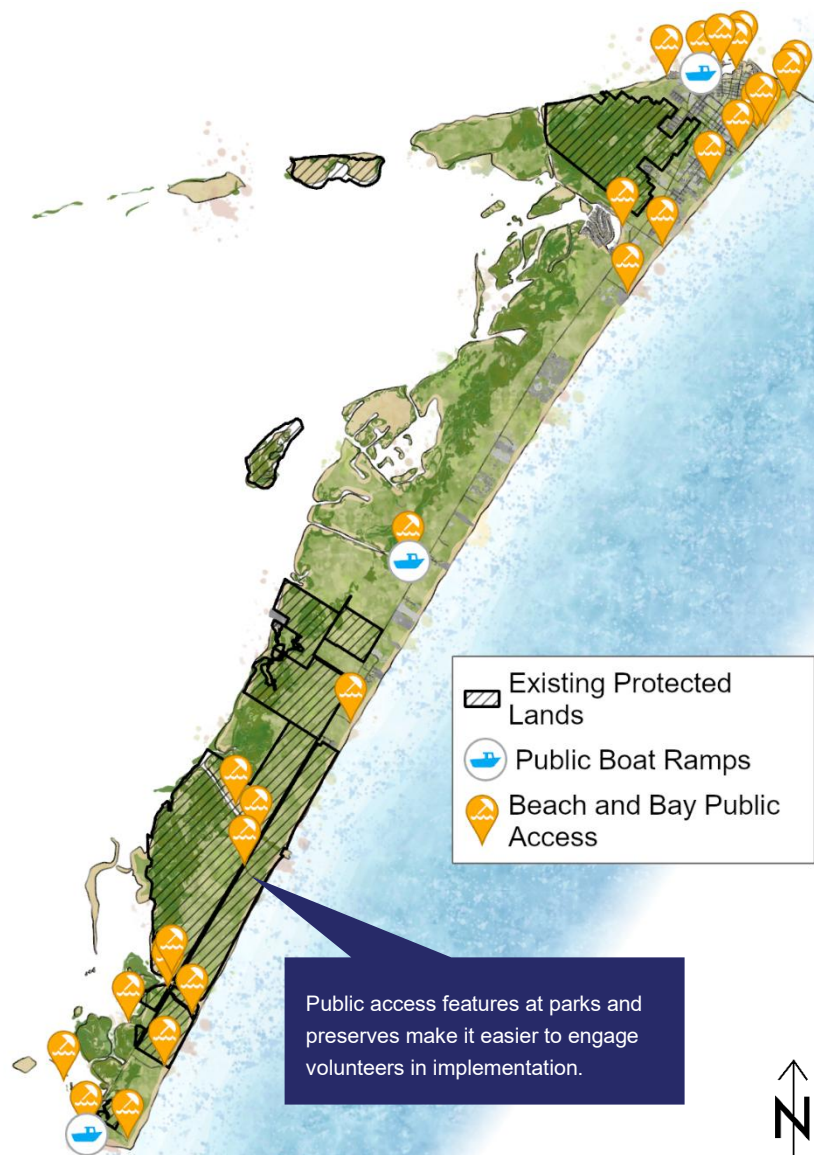 Existing Protected
Lands
Public Boat Ramps
Beach and Bay Public
Access
Public access features at parks and
preserves make it easier to engage
volunteers in implementation.
N